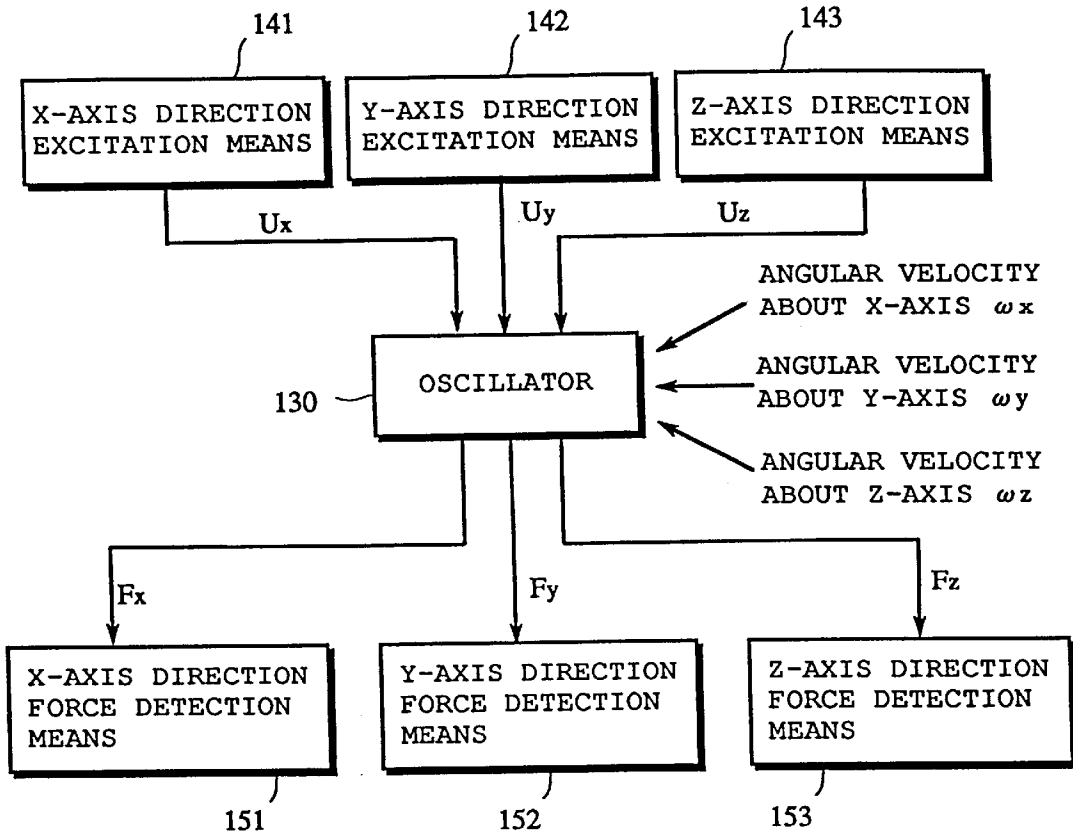 141
142
143
X-AXIS DIRECTION
EXCITATION MEANS
Y-AXIS DIRECTION
EXCITATION MEANS
Z-AXIS DIRECTION
EXCITATION MEANS
Ux
Uy
Uz
ANGULAR VELOCITY
ABOUT X-AXIS ωx
OSCILLATOR
130
ANGULAR VELOCITY
ABOUT Y-AXIS ωy
ANGULAR VELOCITY
ABOUT Z-AXIS ωz
Fx
Fy
Fz
X-AXIS DIRECTION
FORCE DETECTION
MEANS
Y-AXIS DIRECTION
FORCE DETECTION
MEANS
Z-AXIS DIRECTION
FORCE DETECTION
MEANS
151
152
153